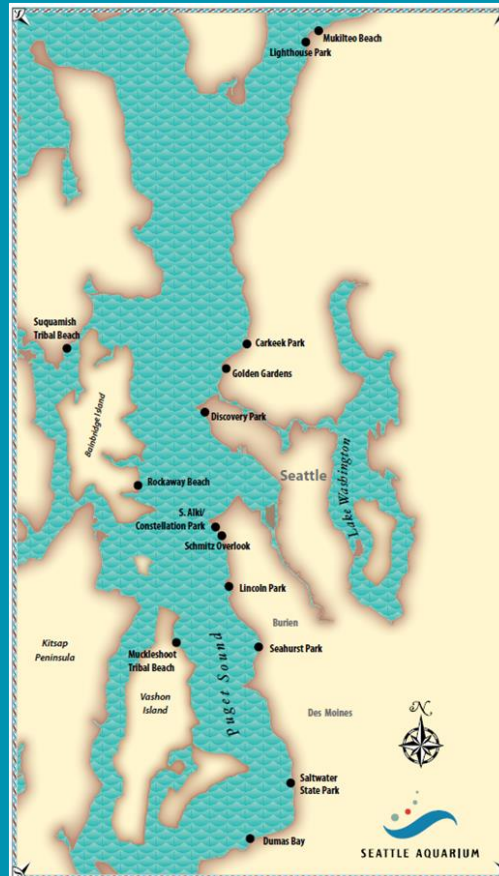 Mukilteo Beach
Lighthouse Park
Suquamish
Tribal Beach
Carkeek Park
Golden Gardens
Bainbridge Island
Discovery Park
Seattle
Lake Washington
Rockaway Beach
S. Alki/
Constellation Park
Schmitz Overlook
Lincoln Park
Burien
Kitsap
Peninsula
Muckleshoot
Tribal Beach
Puget Sound
Seahurst Park
Vashon
Island
Des Moines
N
Saltwater
State Park
Dumas Bay
SEATTLE AQUARIUM